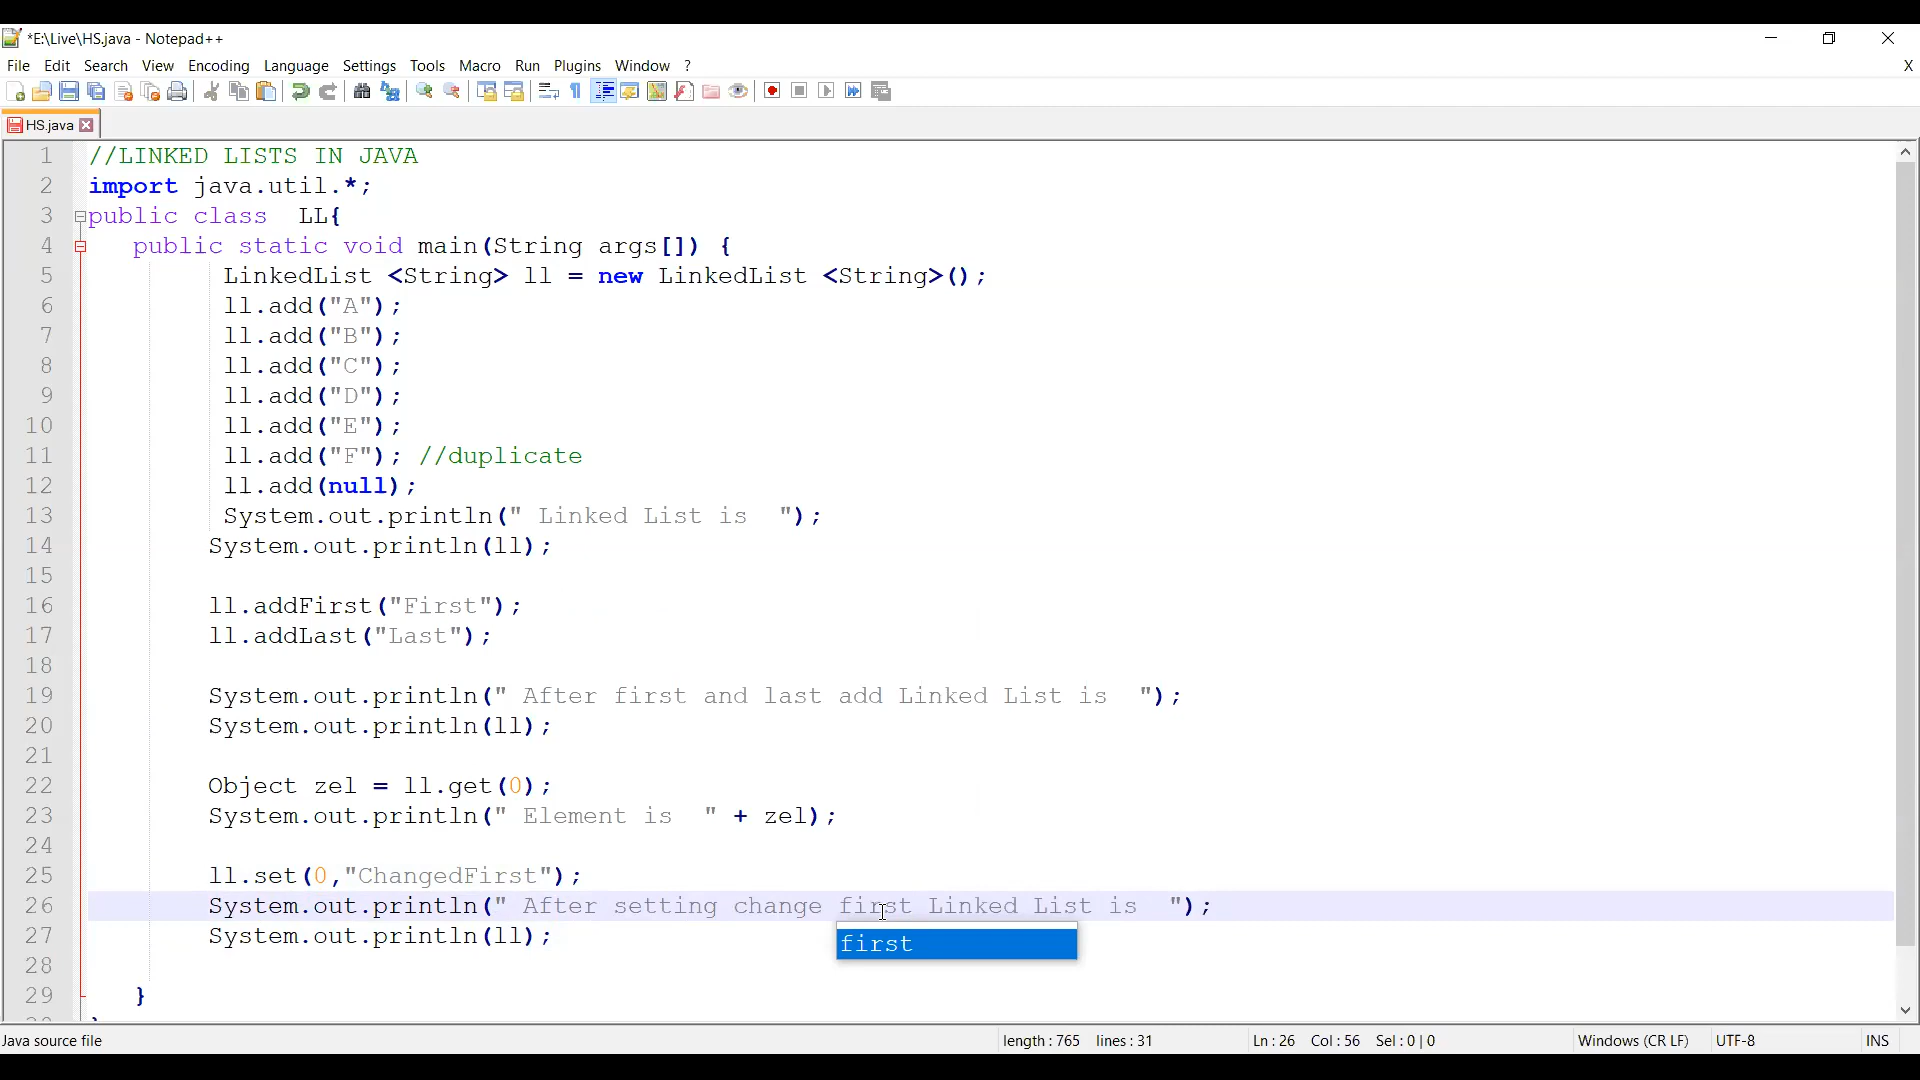 *E:\Live\HS.java - Notepad++
File Edit Search View Encoding Language Settings Tools Macro Run Plugins Window ? X
HS.java
1 //LINKED LISTS IN JAVA
2 import java.util.*;
3 public class  LL{
4 public static void main(String args[]) {
5 LinkedList <String> ll = new LinkedList <String>();
6 ll.add("A");
7 ll.add("B");
8 ll.add("C");
9 ll.add("D");
10 ll.add("E");
11 ll.add("F"); //duplicate
12 ll.add(null);
13 System.out.println(" Linked List is  ");
14 System.out.println(ll);
15
16 ll.addFirst("First");
17 ll.addLast("Last");
18
19 System.out.println(" After first and last add Linked List is  ");
20 System.out.println(ll);
21
22 Object zel = ll.get(0);
23 System.out.println(" Element is  " + zel);
24
25 ll.set(0,"ChangedFirst");
26 System.out.println(" After setting change first Linked List is  ");
27 System.out.println(ll);
first
28
29 }
Java source file length : 765 lines : 31 Ln : 26 Col : 56 Sel : 0 | 0 Windows (CR LF) UTF-8 INS